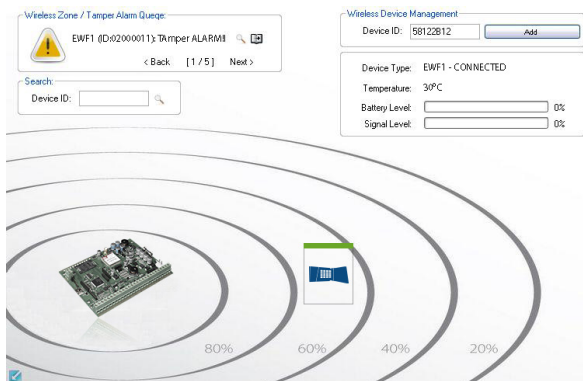 Wireless Zone / Tamper Alarm Queqe:
EWF1 (ID:02000011): TAmper ALARM!
< Back [1 / 5] Next >
Search:
Device ID:
Wireless Device Management
Device ID: 58122B12 Add
Device Type: EWF1 - CONNECTED
Temperature: 30°C
Battery Level: 0%
Signal Level: 0%
80% 60% 40% 20%